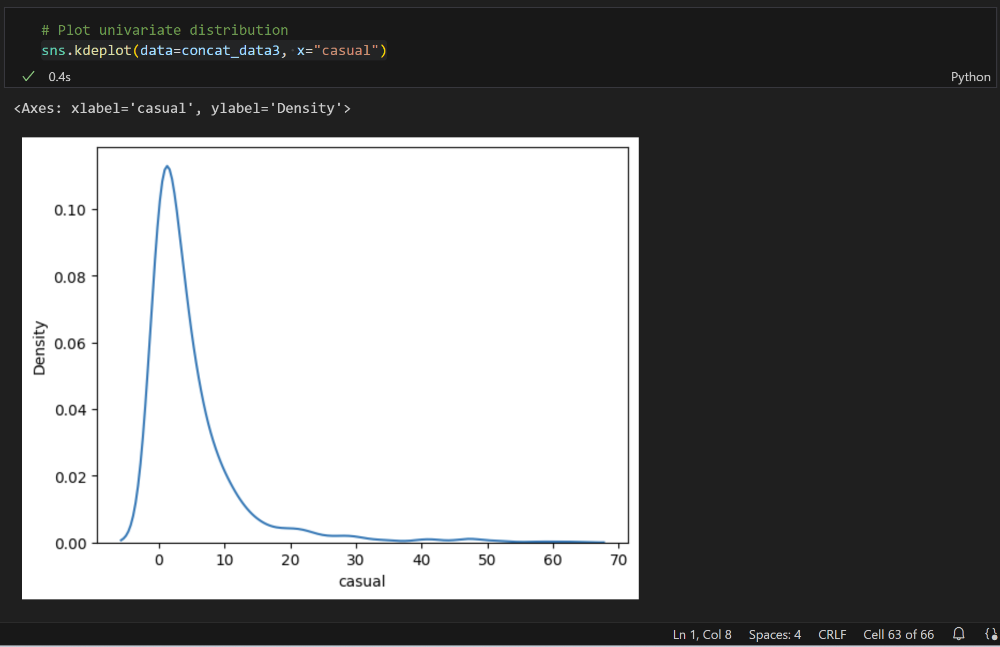 # Plot univariate distribution
sns.kdeplot(data=concat_data3, x="casual")
0.4s
Python
<Axes: xlabel='casual', ylabel='Density'>
0.10
0.08
0.06
0.04
0.02
0.00
Density
0 10 20 30 40 50 60 70
casual
Ln 1, Col 8 Spaces: 4 CRLF Cell 63 of 66